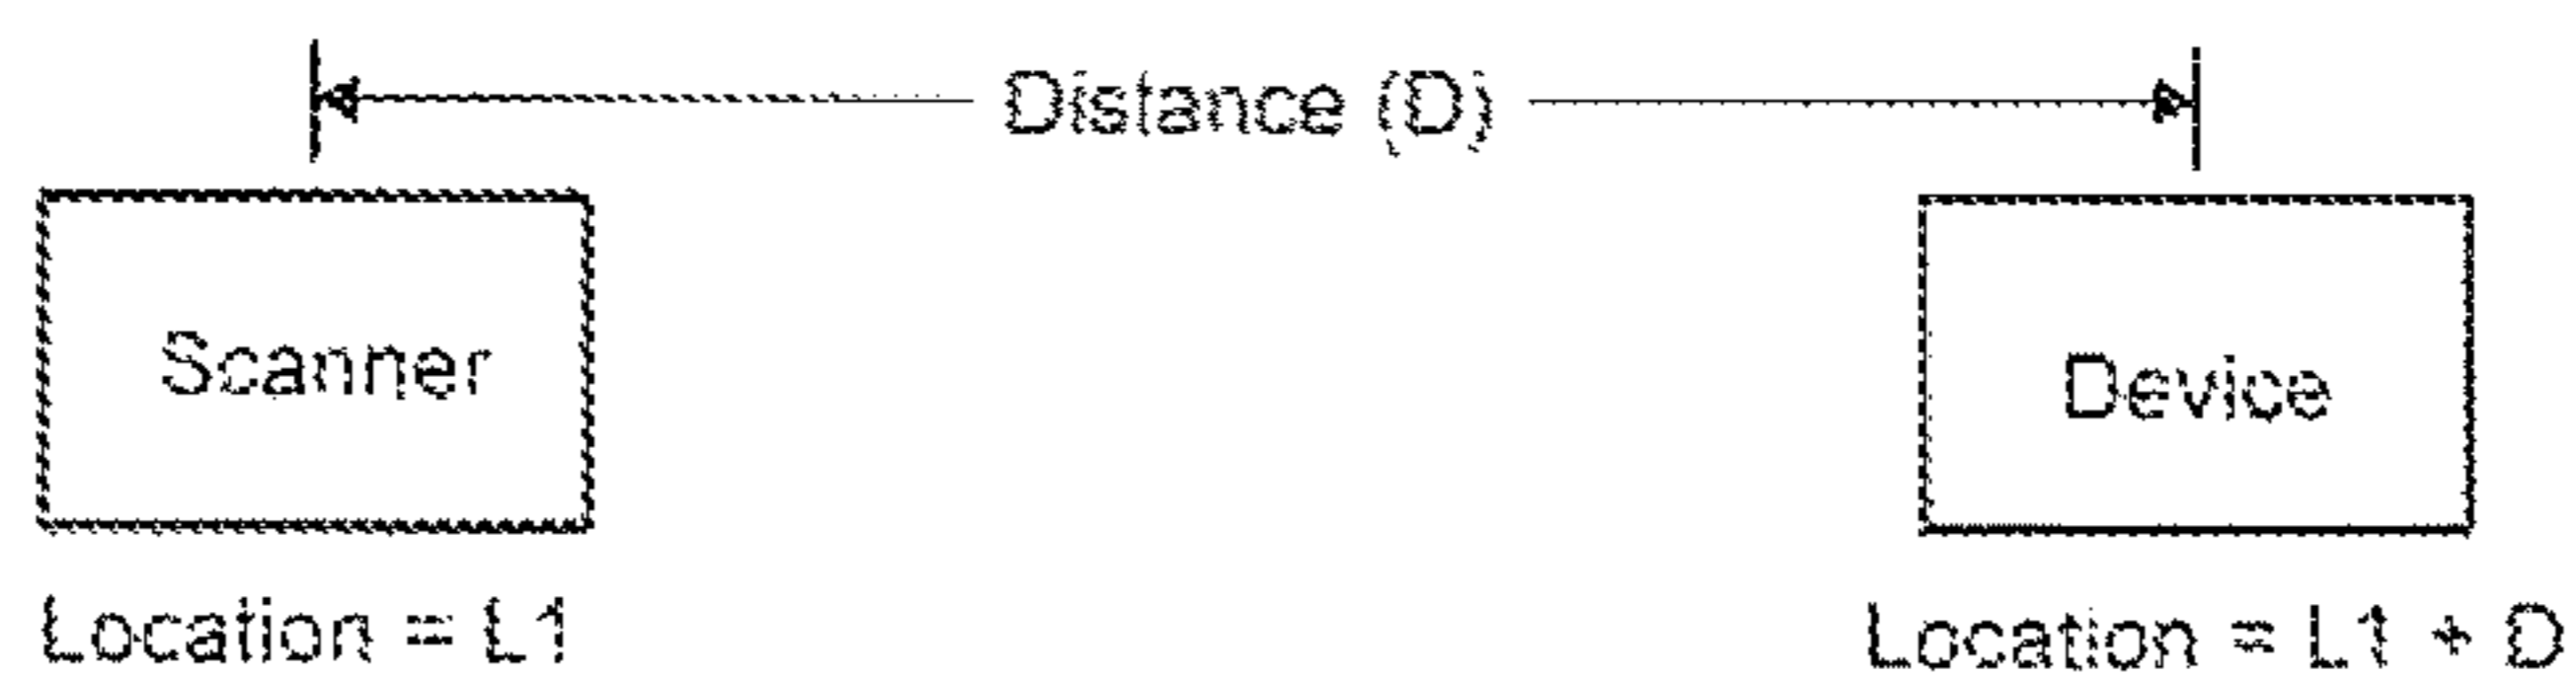 Distance (D)
Scanner
Device
Location = L1
Location = L1 + D